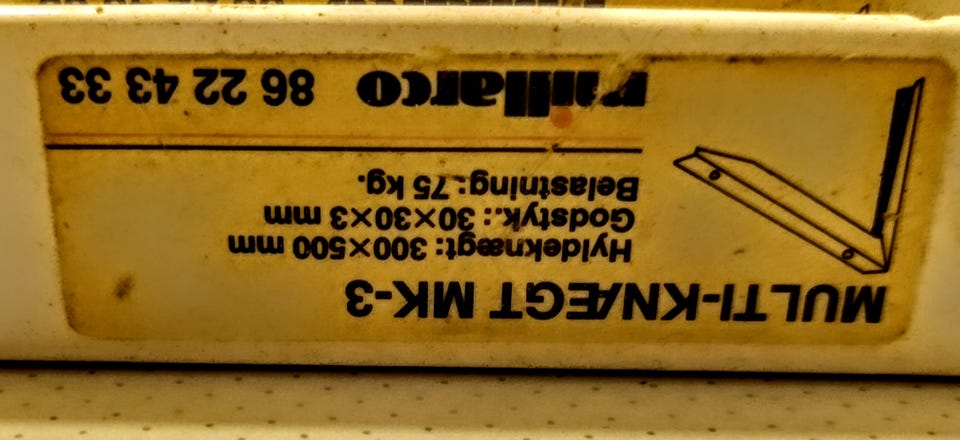 MULTI-KNÆGT MK-3
Hyldeknægt: 300×500 mm
Godstyk.: 30×30×3 mm
Belastning: 75 kg.
millarco 86 22 43 33